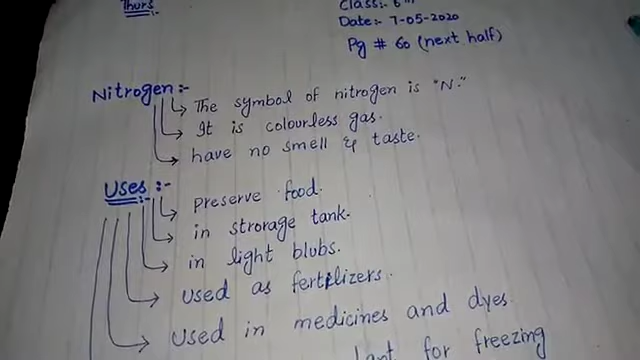 Thurs :-
Class:- 6th
Date:- 7-05-2020
Pg # 60 (next half)
Nitrogen :-
The symbol of nitrogen is "N."
It is colourless gas.
have no smell & taste.
Uses :-
preserve food.
in strorage tank.
in light blubs.
used as fertilizers.
used in medicines and dyes.
for freezing